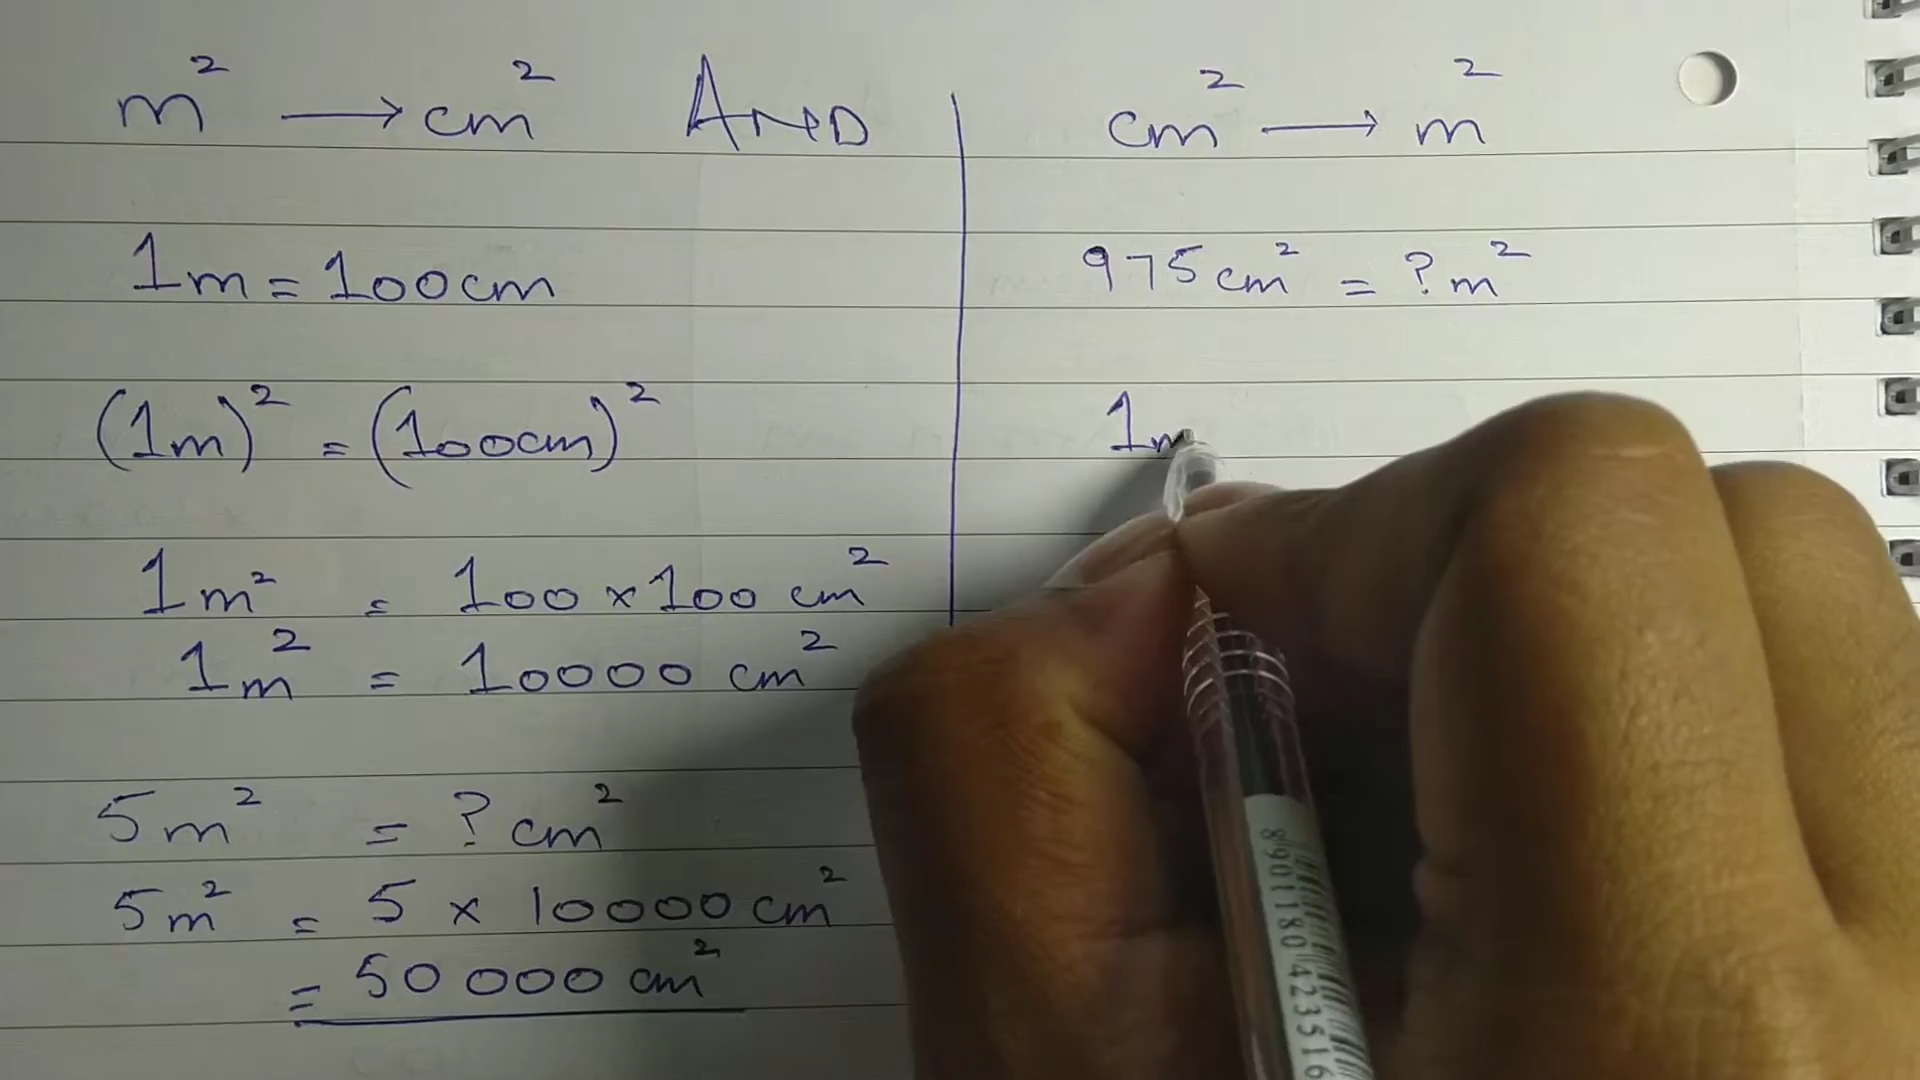 m² → cm² AND
1m = 100cm
(1m)² = (100cm)²
1m² = 100 × 100 cm²
1m² = 10000 cm²
5m² = ? cm²
5m² = 5 × 10000 cm²
= 50 000 cm²
cm² → m²
975 cm² = ? m²
1m
8901180423516